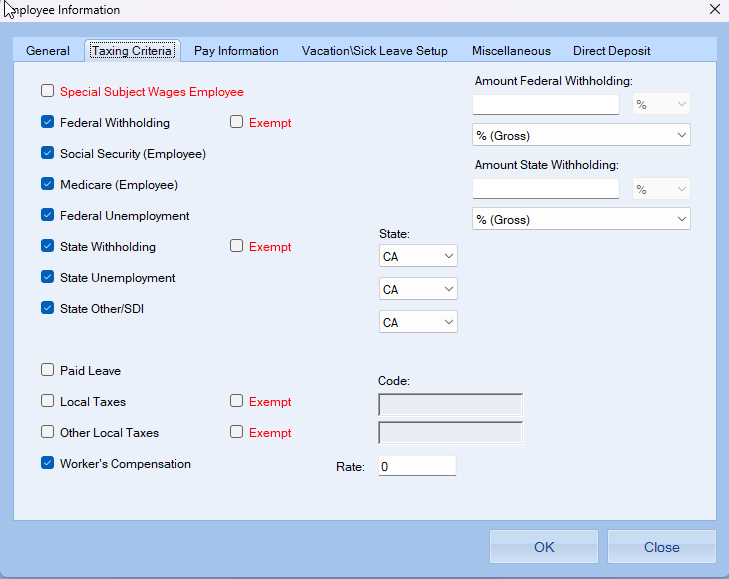 mployee Information
General Taxing Criteria Pay Information Vacation\Sick Leave Setup Miscellaneous Direct Deposit
Special Subject Wages Employee
Federal Withholding Exempt
Social Security (Employee)
Medicare (Employee)
Federal Unemployment
State Withholding Exempt
State Unemployment
State Other/SDI
Amount Federal Withholding:
%
% (Gross)
Amount State Withholding:
%
% (Gross)
State:
CA
CA
CA
Paid Leave
Local Taxes Exempt
Other Local Taxes Exempt
Worker's Compensation
Code:
Rate: 0
OK Close